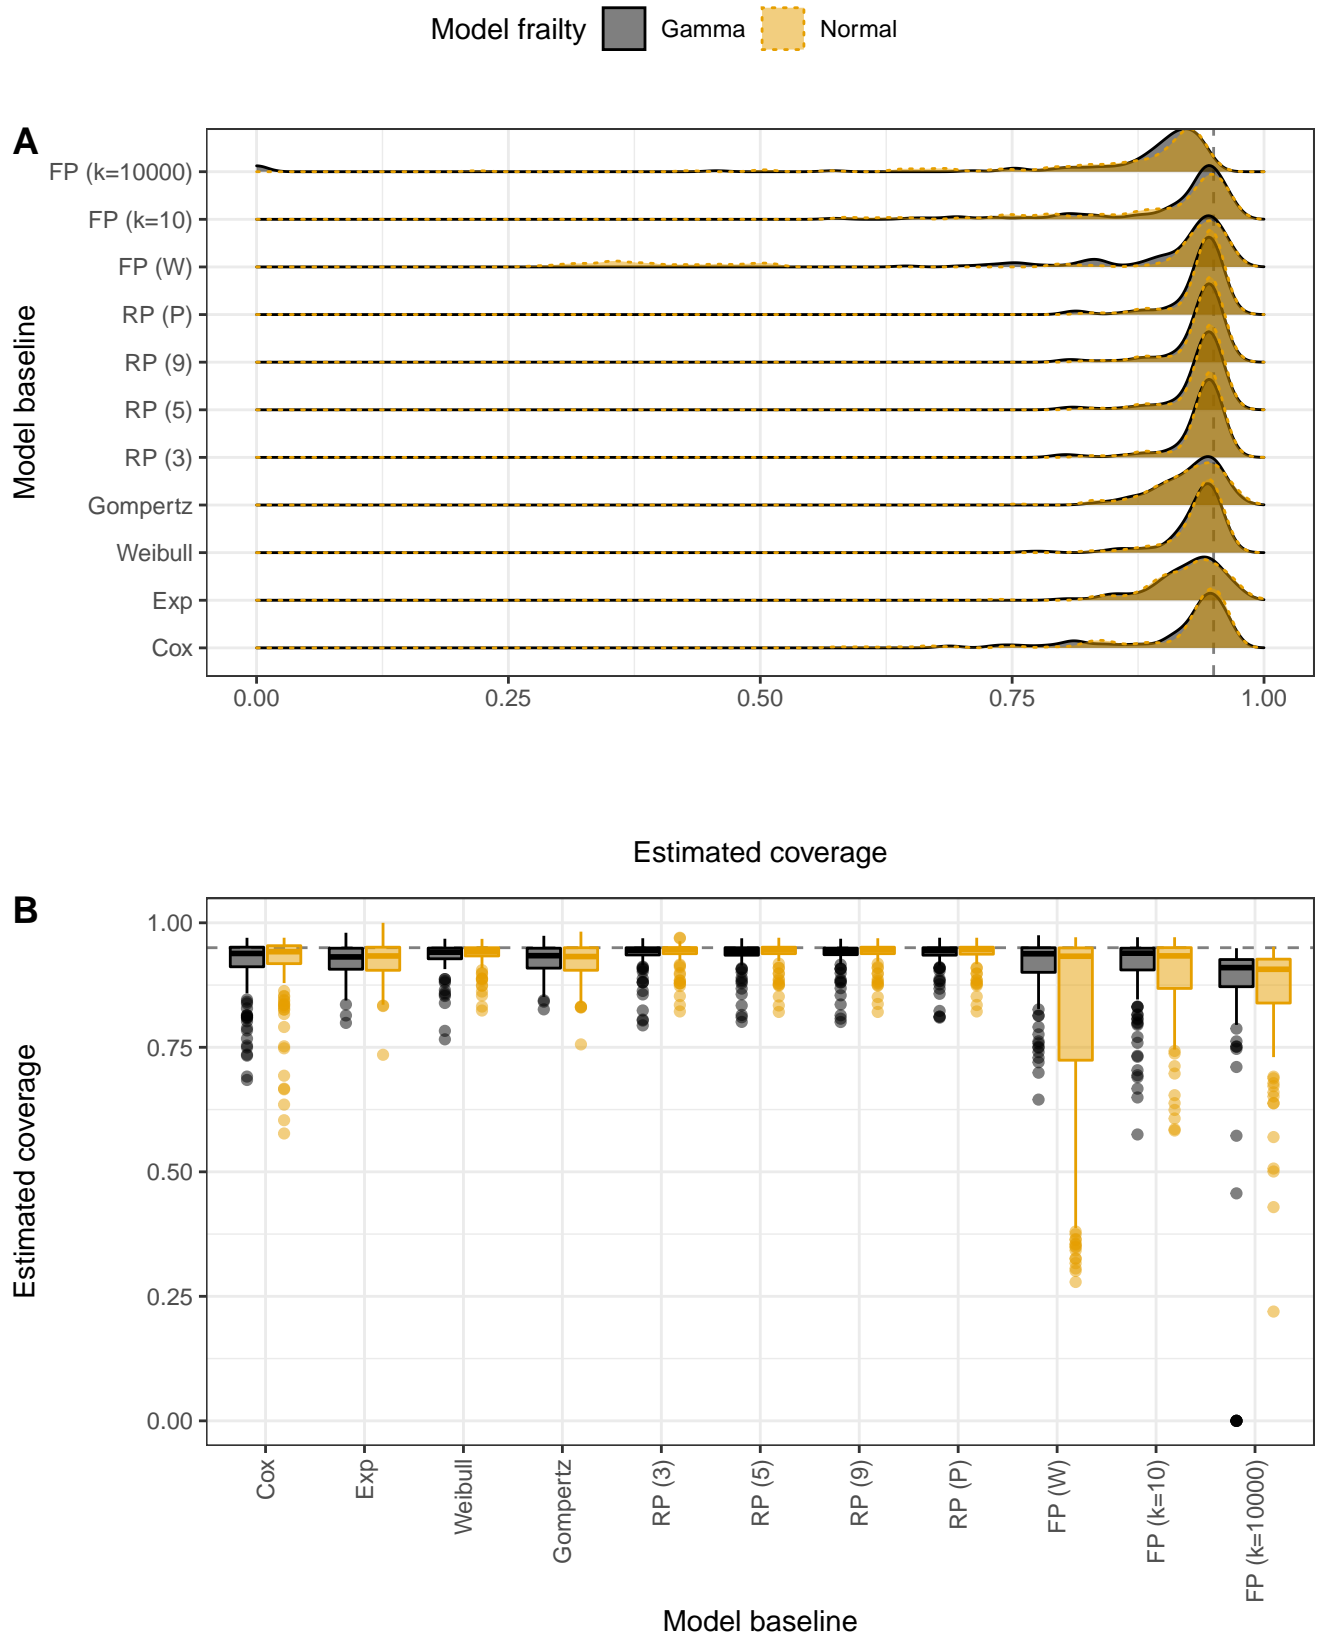 Model frailty Gamma Normal
A
Model baseline
FP (k=10000)
FP (k=10)
FP (W)
RP (P)
RP (9)
RP (5)
RP (3)
Gompertz
Weibull
Exp
Cox
0.00 0.25 0.50 0.75 1.00
Estimated coverage
B
Estimated coverage
1.00
0.75
0.50
0.25
0.00
Cox Exp Weibull Gompertz RP (3) RP (5) RP (9) RP (P) FP (W) FP (k=10) FP (k=10000)
Model baseline